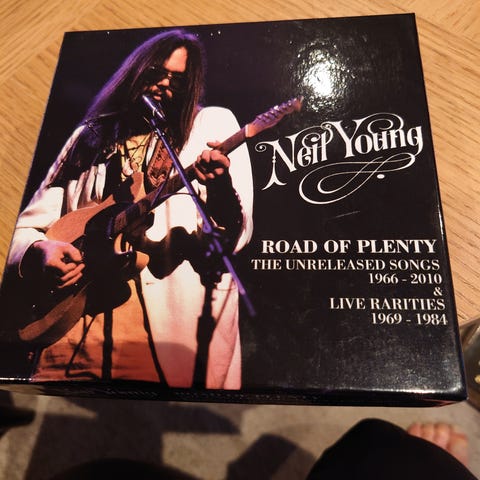 Neil Young
ROAD OF PLENTY
THE UNRELEASED SONGS
1966 - 2010
&
LIVE RARITIES
1969 - 1984